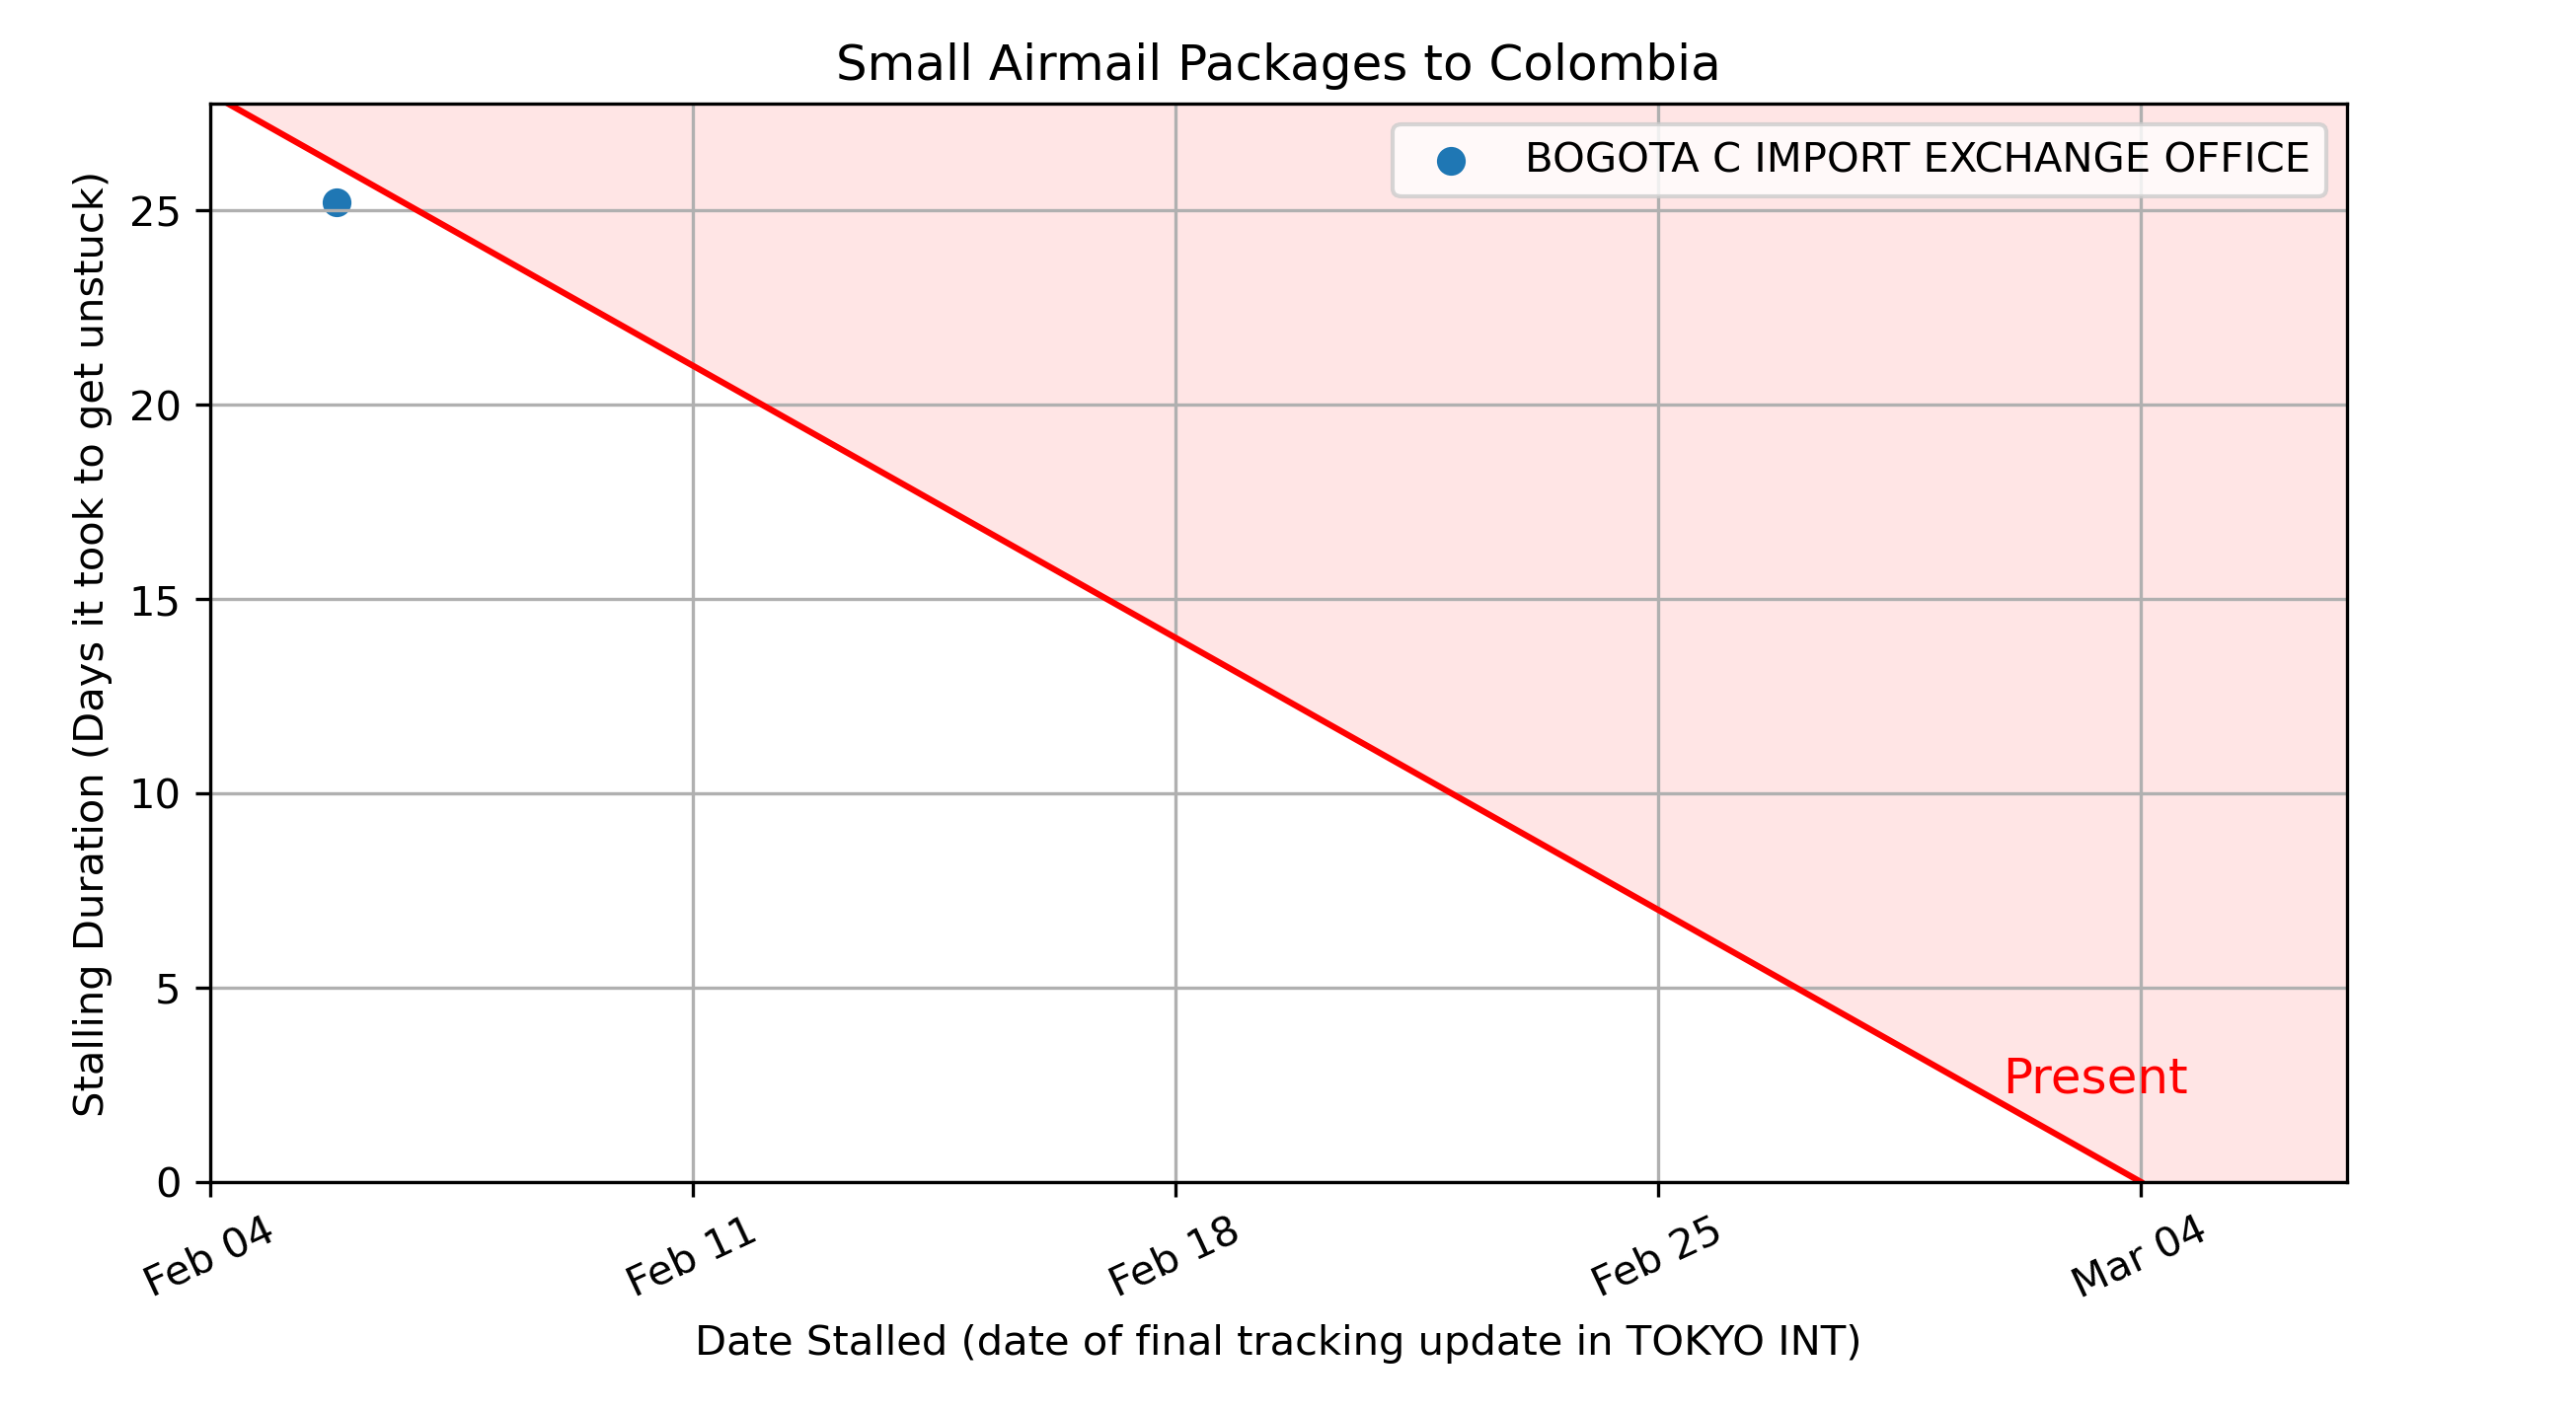 Small Airmail Packages to Colombia
BOGOTA C IMPORT EXCHANGE OFFICE
Stalling Duration (Days it took to get unstuck)
25
20
15
10
5
0
Present
Feb 04
Feb 11
Feb 18
Feb 25
Mar 04
Date Stalled (date of final tracking update in TOKYO INT)